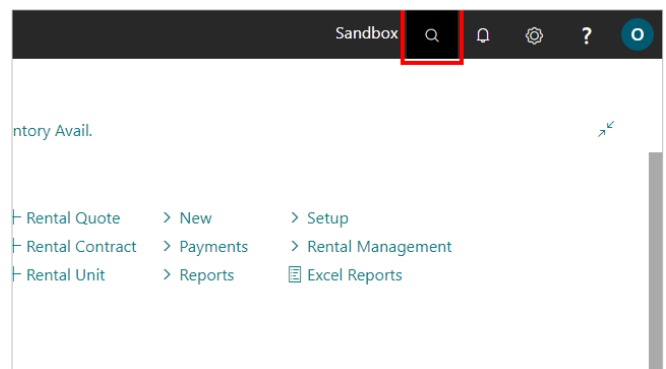 Sandbox ? O
ntory Avail.
Rental Quote > New > Setup
Rental Contract > Payments > Rental Management
Rental Unit > Reports Excel Reports